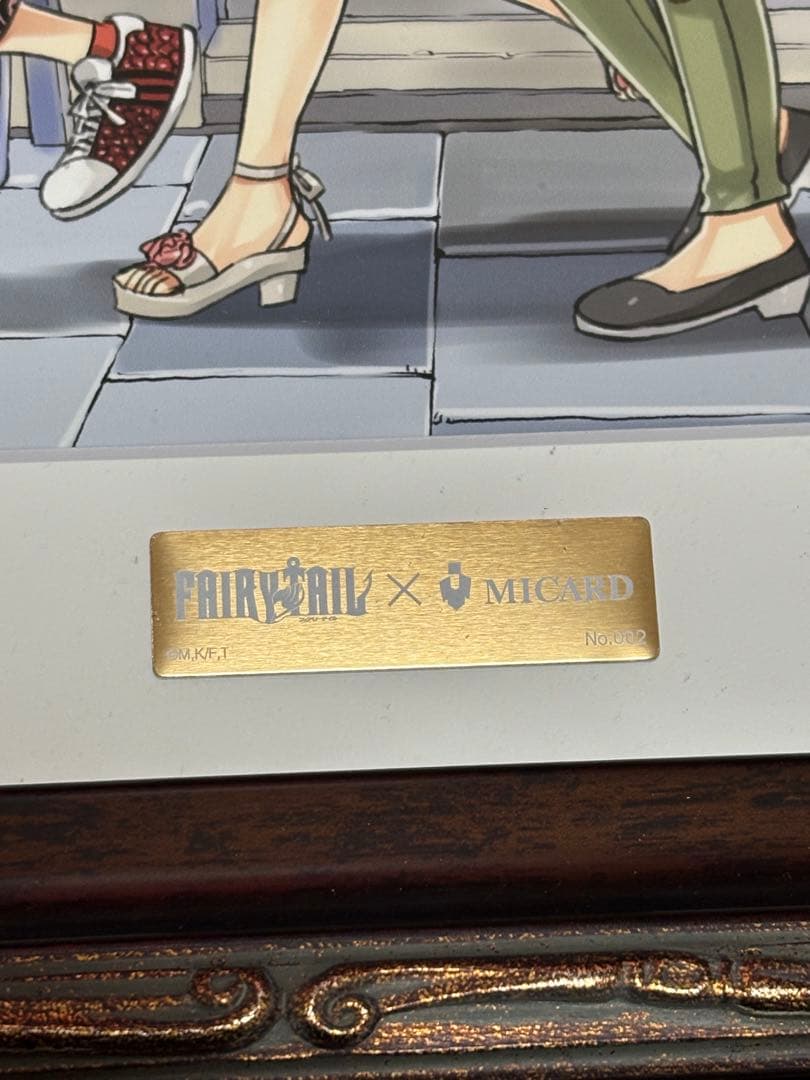 FAIRY TAIL × MICARD
©M,K/F,T
No.002